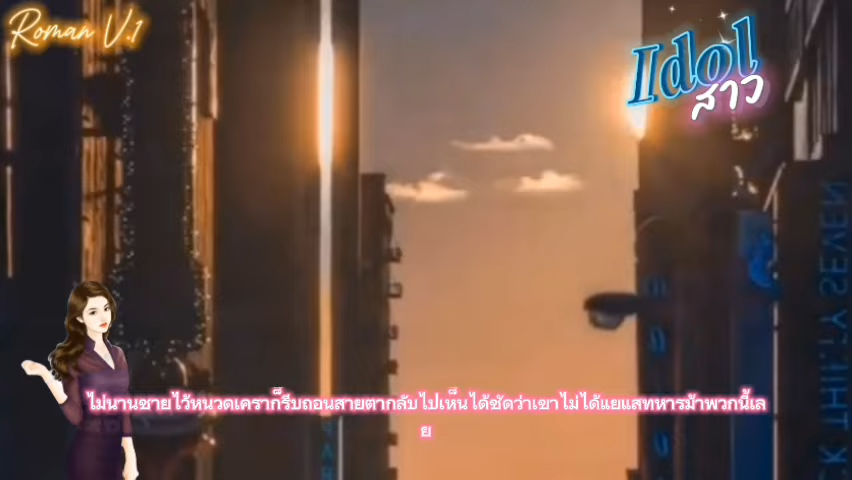 Roman V.1
Idol
สาว
ไม่นานชายไว้หนวดเคราก็รีบถอนสายตากลับไปเห็นได้ชัดว่าเขาไม่ได้แยแสทหารม้าพวกนี้เล
ย